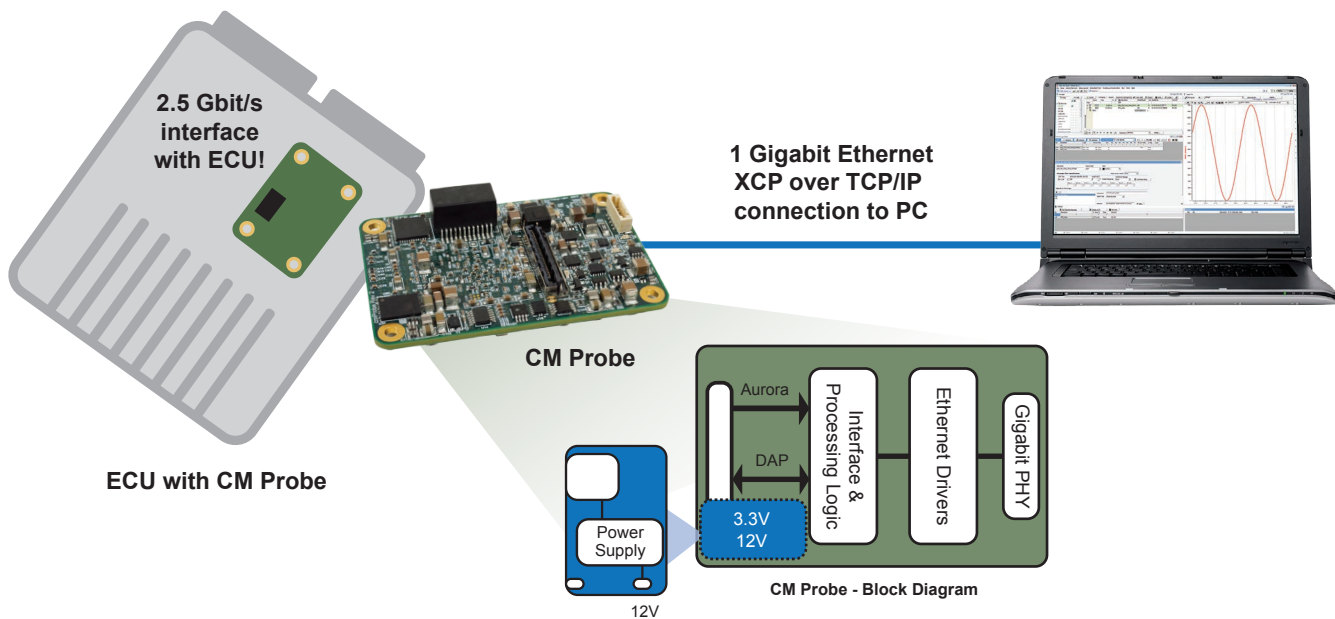 2.5 Gbit/s
interface
with ECU!
1 Gigabit Ethernet
XCP over TCP/IP
connection to PC
CM Probe
ECU with CM Probe
Aurora
DAP
Interface &
Processing Logic
Ethernet Drivers
Gigabit PHY
3.3V
12V
Power
Supply
12V
CM Probe - Block Diagram